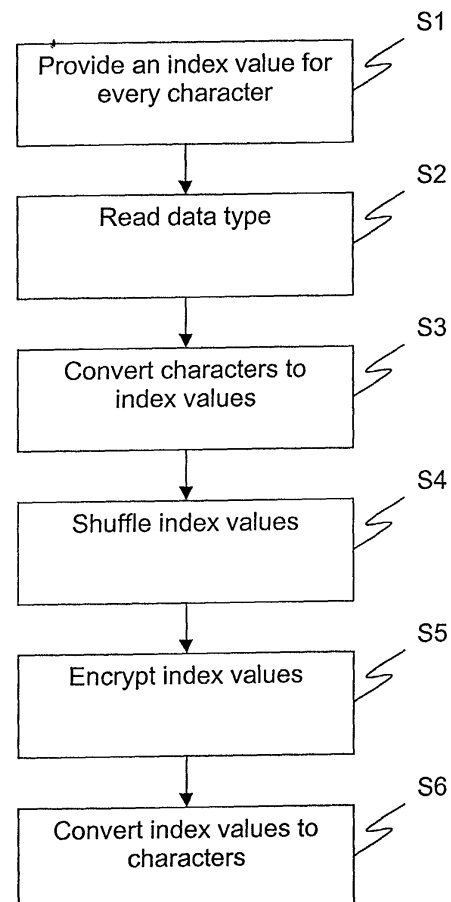 S1
Provide an index value for
every character
S2
Read data type
S3
Convert characters to
index values
S4
Shuffle index values
S5
Encrypt index values
S6
Convert index values to
characters